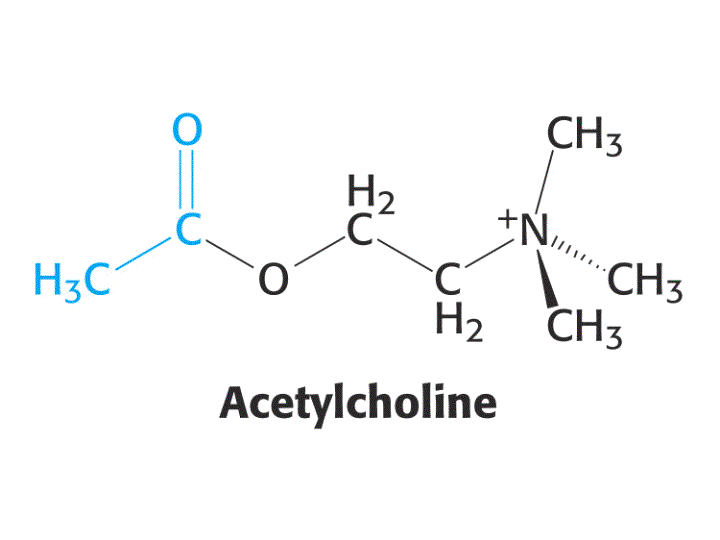 O
CH₃
H₂
C
C
+N
H₃C
O
C
CH₃
H₂
CH₃
Acetylcholine